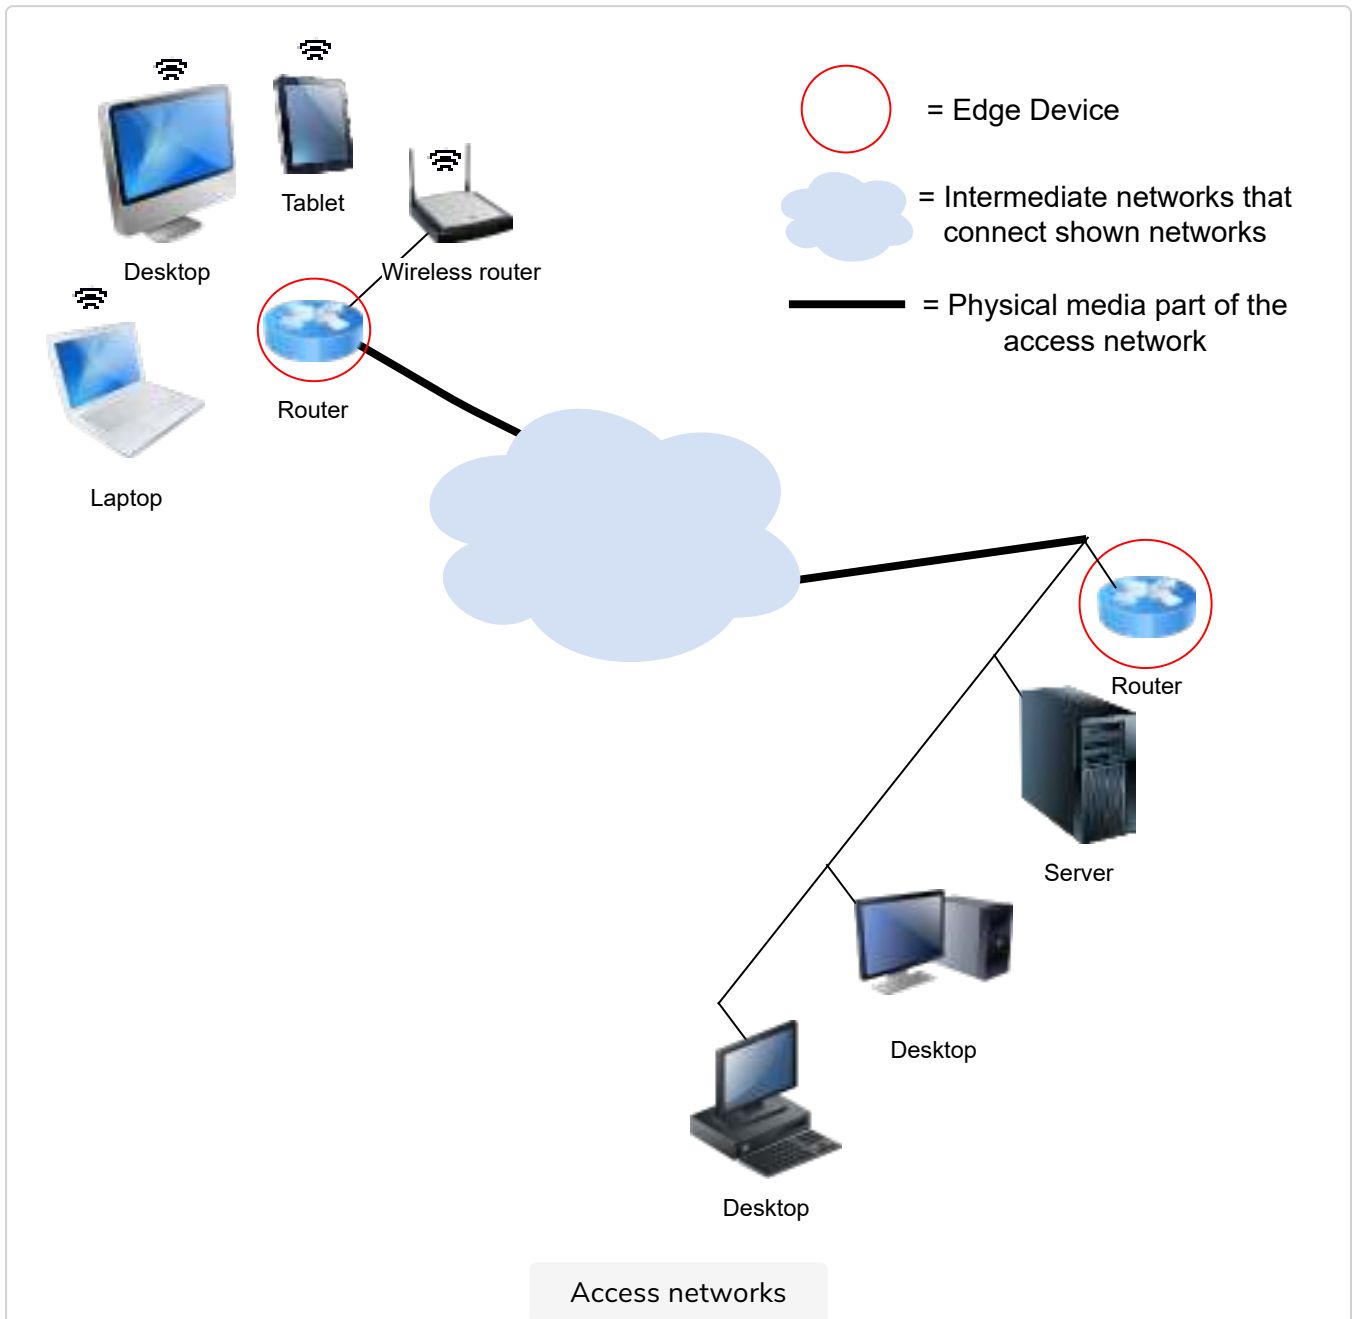 = Edge Device
Tablet
= Intermediate networks that
connect shown networks
Desktop
Wireless router
= Physical media part of the
access network
Router
Laptop
Router
Server
Desktop
Desktop
Access networks